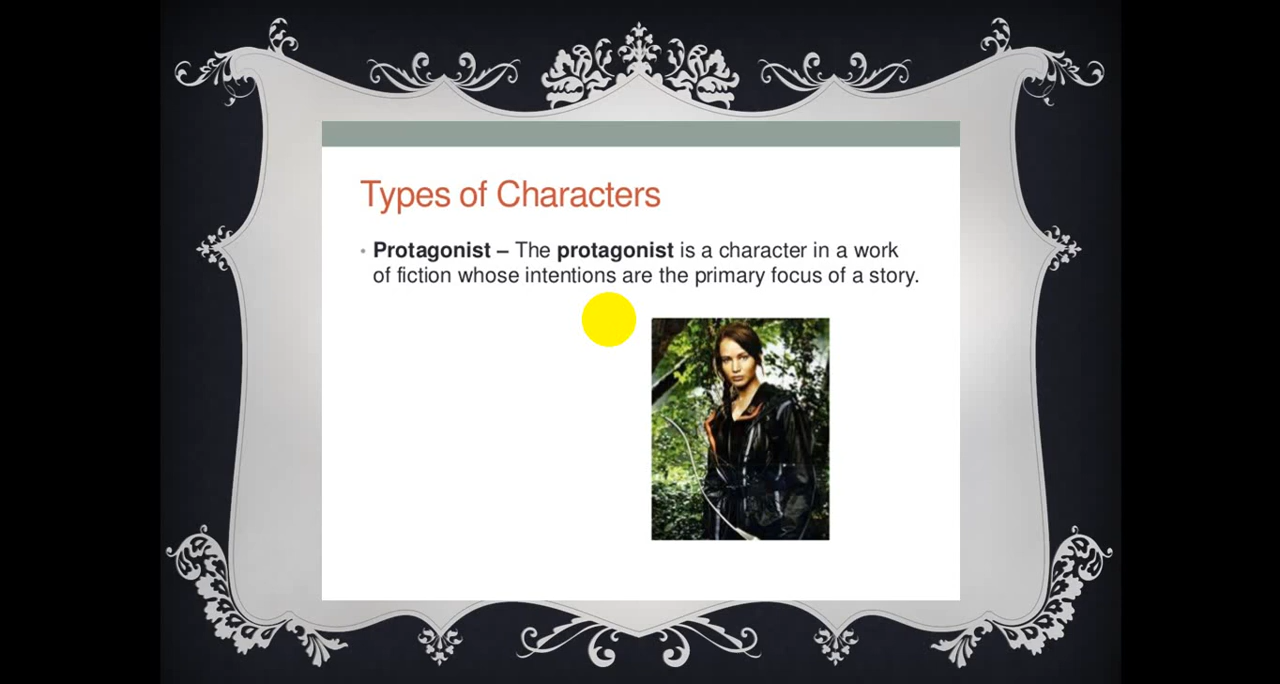 Types of Characters
• Protagonist – The protagonist is a character in a work
of fiction whose intentions are the primary focus of a story.